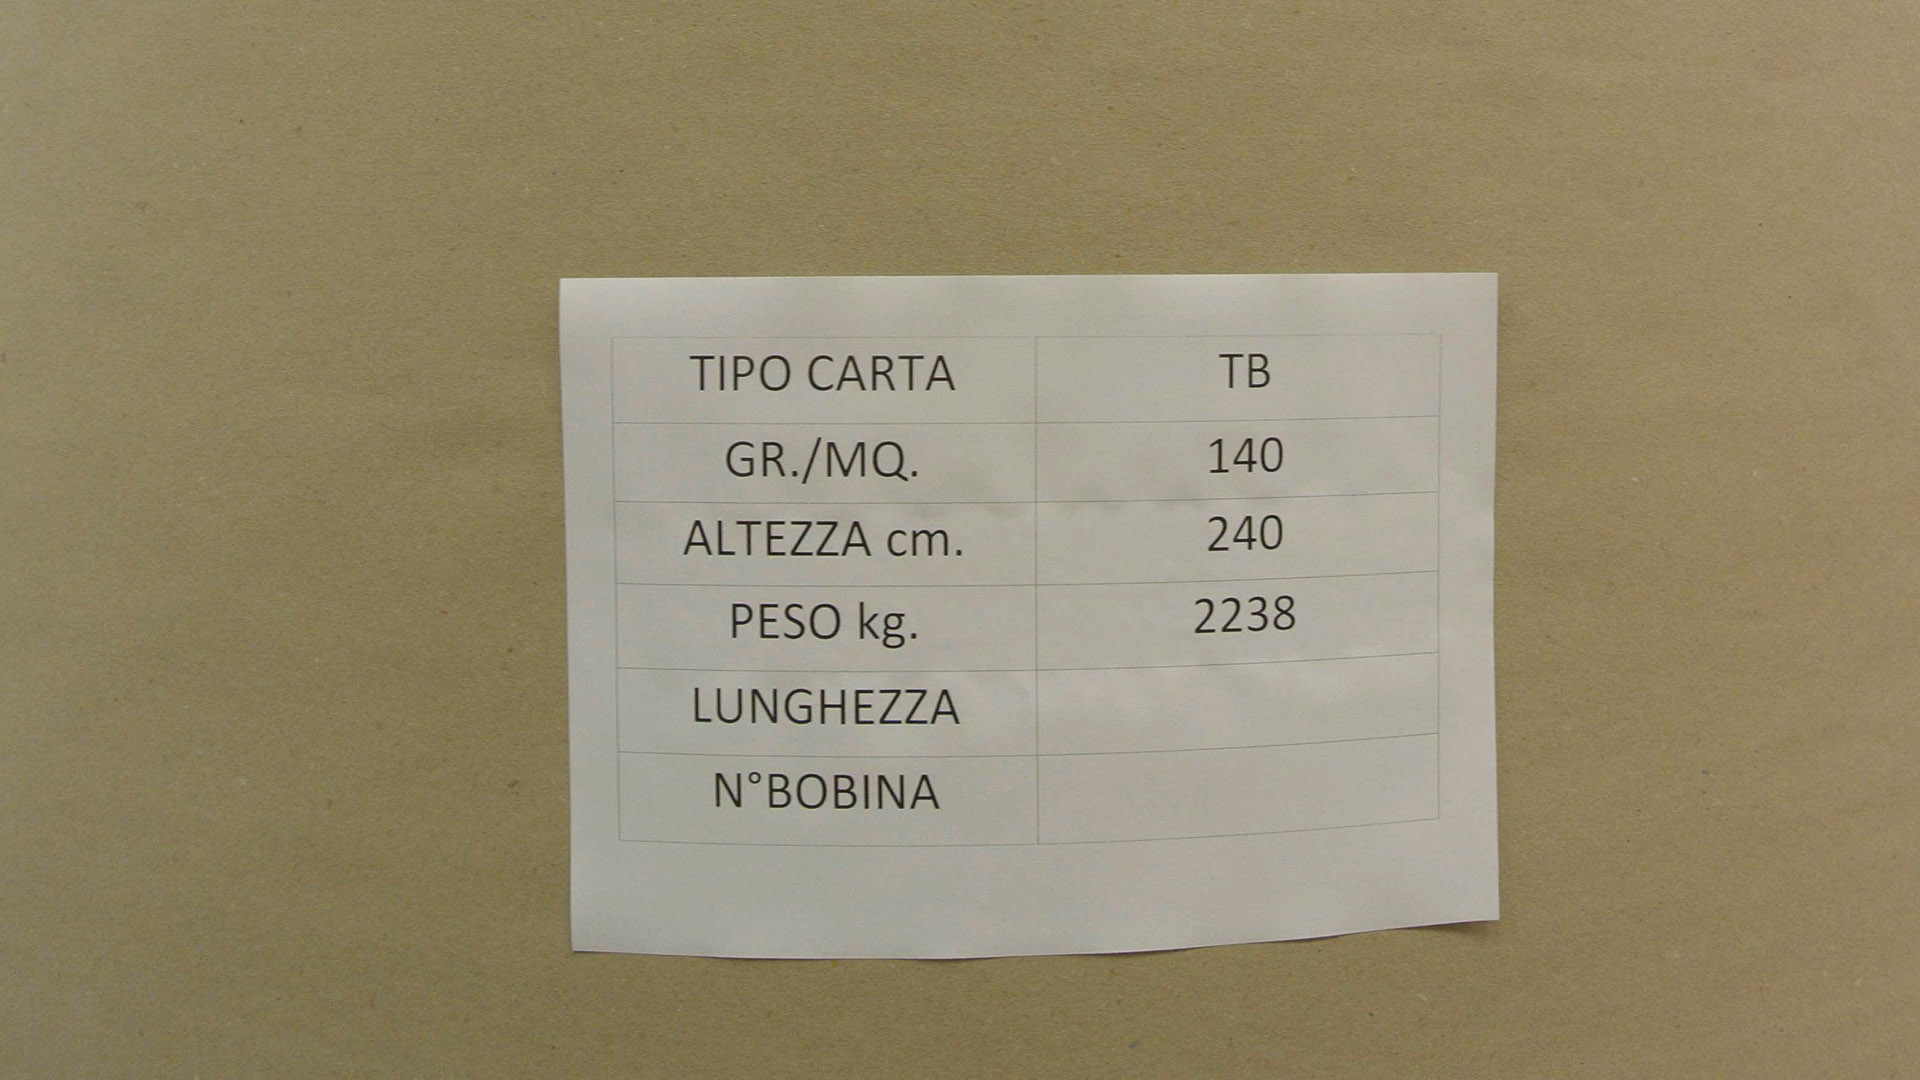 TIPO CARTA TB
GR./MQ. 140
ALTEZZA cm. 240
PESO kg. 2238
LUNGHEZZA
N°BOBINA